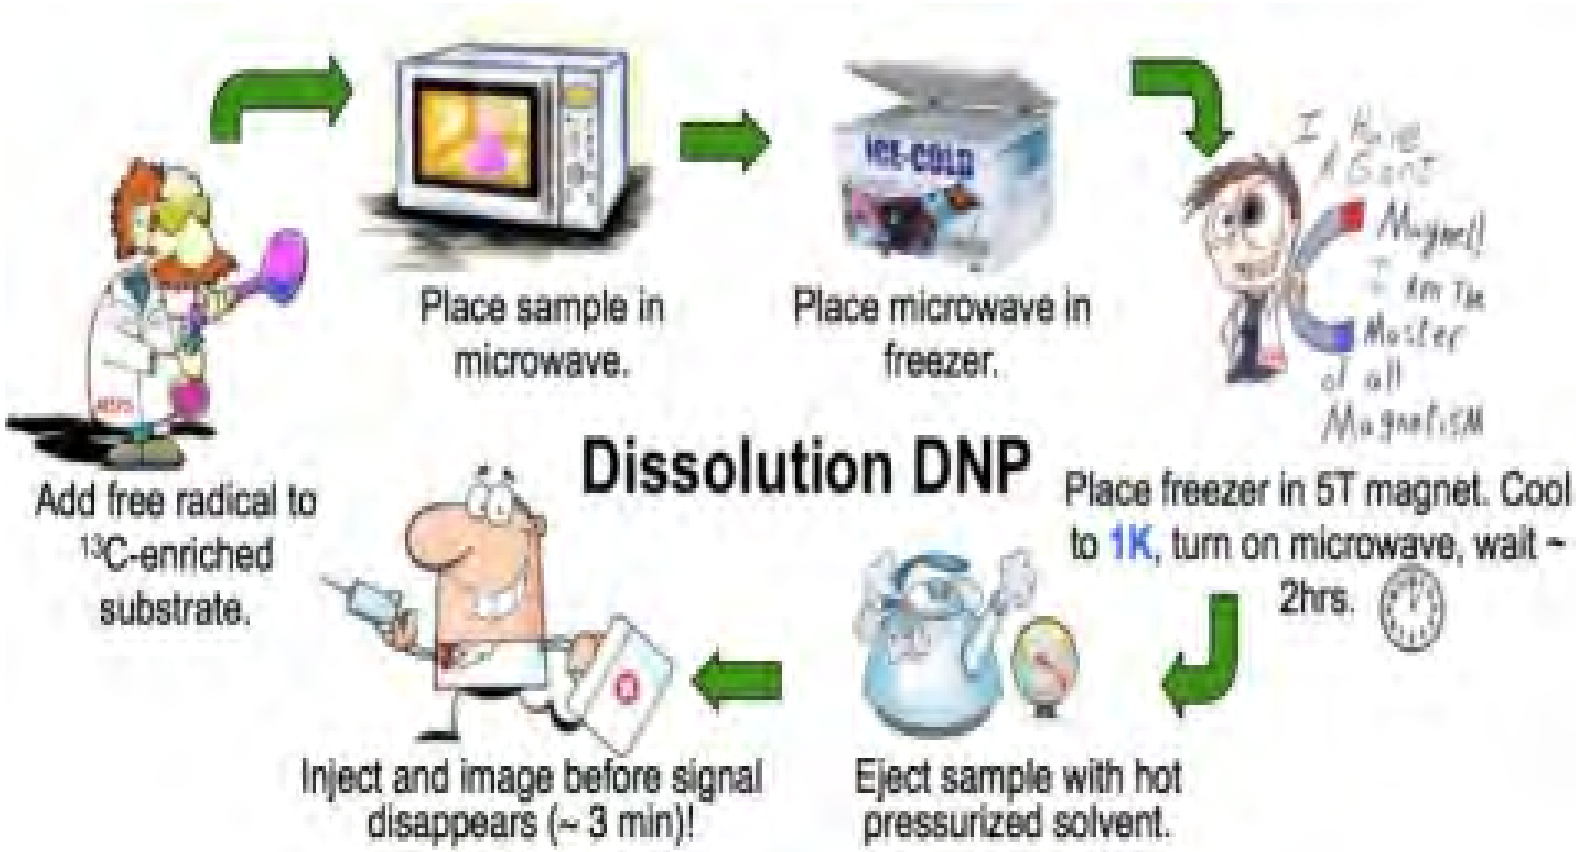 Place sample in
microwave.
ICE-COLD
Place microwave in
freezer.
I Have
A Giant
Magnet!
I Am The
Master
of all
Magnetism
Dissolution DNP
Add free radical to
¹³C-enriched
substrate.
Place freezer in 5T magnet. Cool
to 1K, turn on microwave, wait ~
2hrs.
Eject sample with hot
pressurized solvent.
Inject and image before signal
disappears (~ 3 min)!